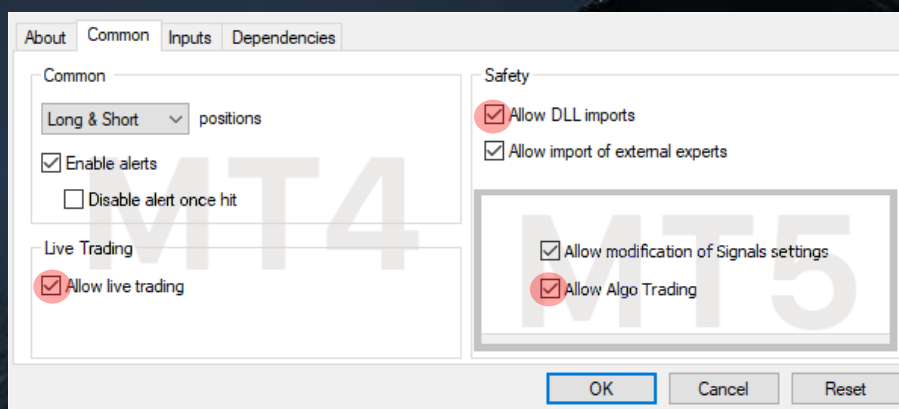 About Common Inputs Dependencies
Common
Long & Short positions
Enable alerts
Disable alert once hit
MT4
Live Trading
Allow live trading
Safety
Allow DLL imports
Allow import of external experts
MT5
Allow modification of Signals settings
Allow Algo Trading
OK Cancel Reset